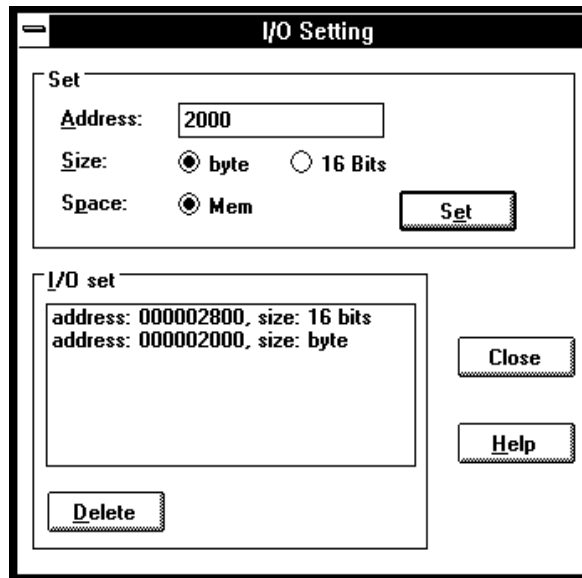 I/O Setting
Set
Address: 2000
Size: byte 16 Bits
Space: Mem
Set
I/O set
address: 000002800, size: 16 bits
address: 000002000, size: byte
Close
Help
Delete